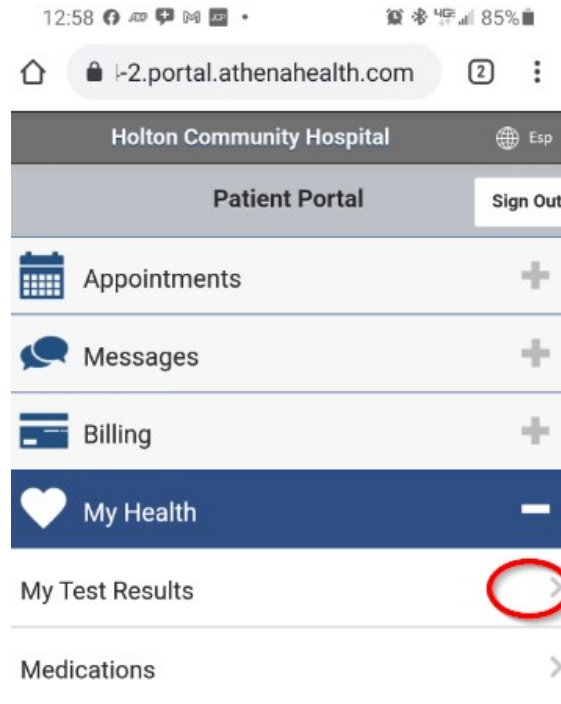 12:58 4G 85%
-2.portal.athenahealth.com 2
Holton Community Hospital Esp
Patient Portal Sign Out
Appointments
Messages
Billing
My Health
My Test Results
Medications